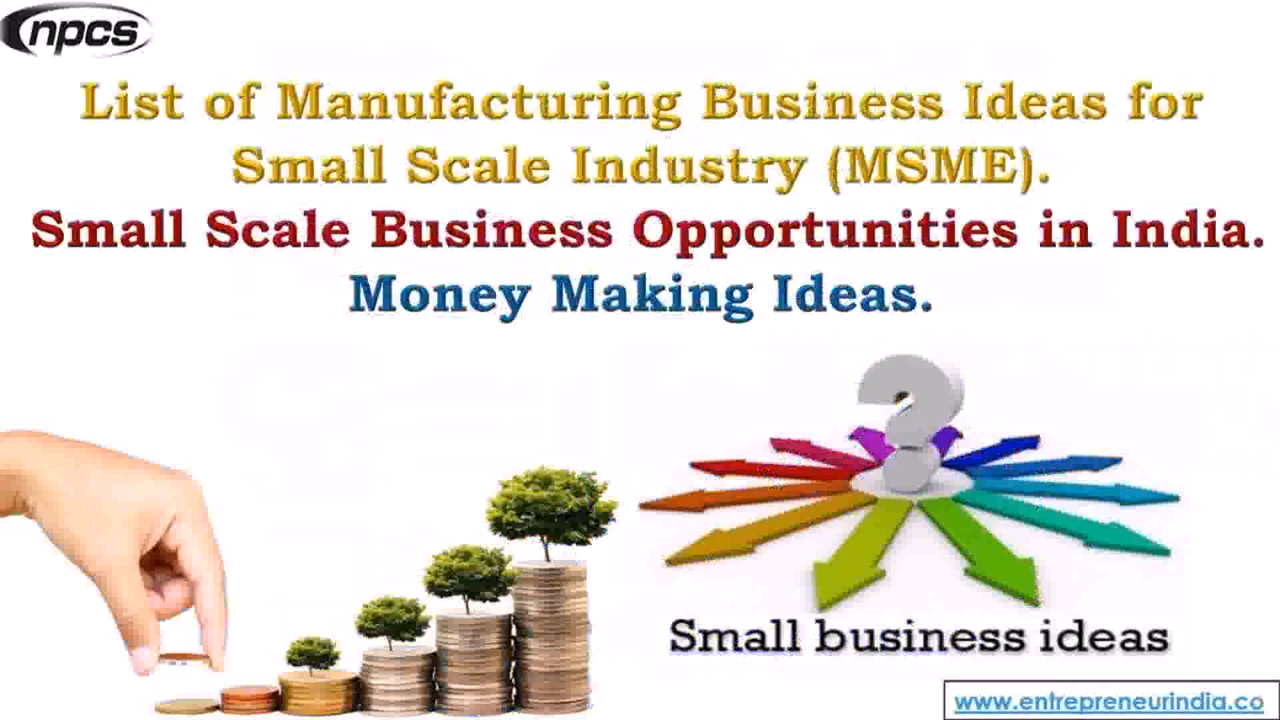 npcs
List of Manufacturing Business Ideas for
Small Scale Industry (MSME).
Small Scale Business Opportunities in India.
Money Making Ideas.
Small business ideas
www.entrepreneurindia.co